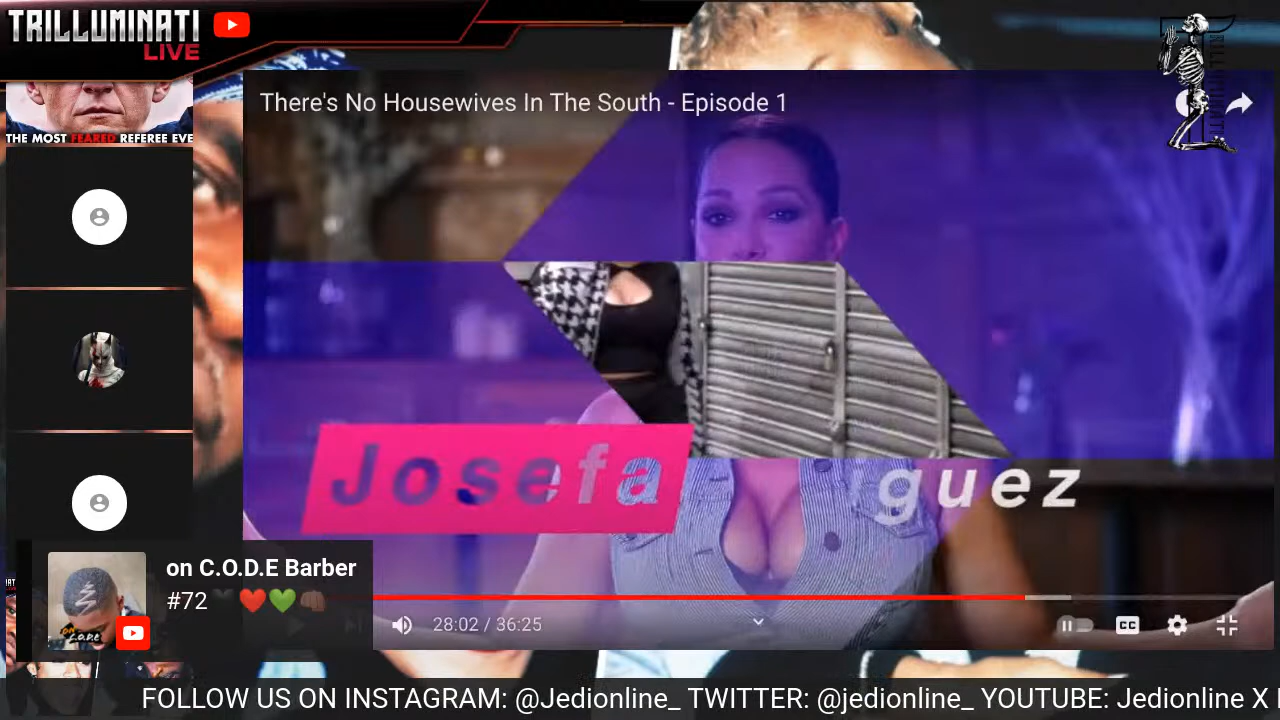 TRILLUMINATI
LIVE
THE MOST FEARED REFEREE EVE
There's No Housewives In The South - Episode 1
Josefa
guez
on C.O.D.E Barber
#72🖤❤️💚👊🏾
28:02 / 36:25
CC
FOLLOW US ON INSTAGRAM: @Jedionline_ TWITTER: @jedionline_ YOUTUBE: Jedionline X